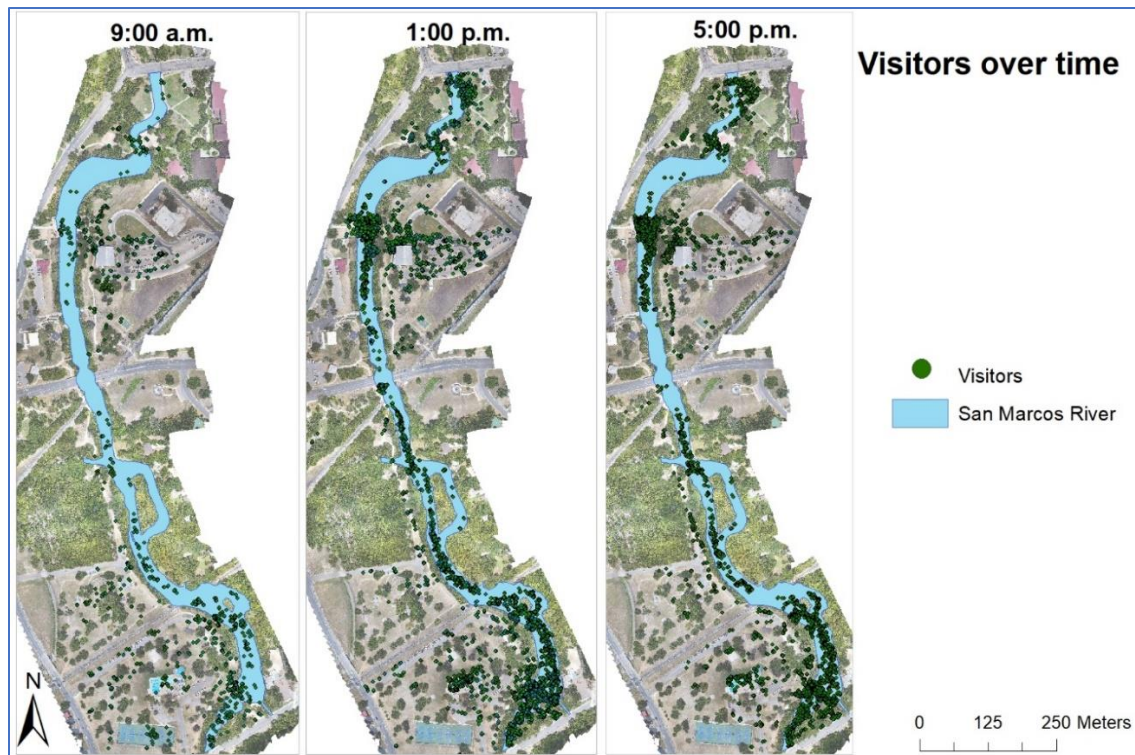 9:00 a.m.
1:00 p.m.
5:00 p.m.
Visitors over time
Visitors
San Marcos River
N
0 125 250 Meters